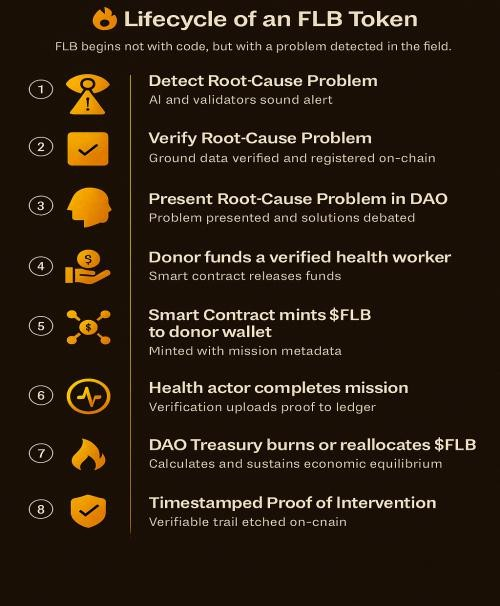 Lifecycle of an FLB Token
FLB begins not with code, but with a problem detected in the field.
1
!
Detect Root-Cause Problem
AI and validators sound alert
2
Verify Root-Cause Problem
Ground data verified and registered on-chain
3
Present Root-Cause Problem in DAO
Problem presented and solutions debated
4
$
Donor funds a verified health worker
Smart contract releases funds
5
$
Smart Contract mints $FLB
to donor wallet
Minted with mission metadata
6
Health actor completes mission
Verification uploads proof to ledger
7
DAO Treasury burns or reallocates $FLB
Calculates and sustains economic equilibrium
8
Timestamped Proof of Intervention
Verifiable trail etched on-cnain